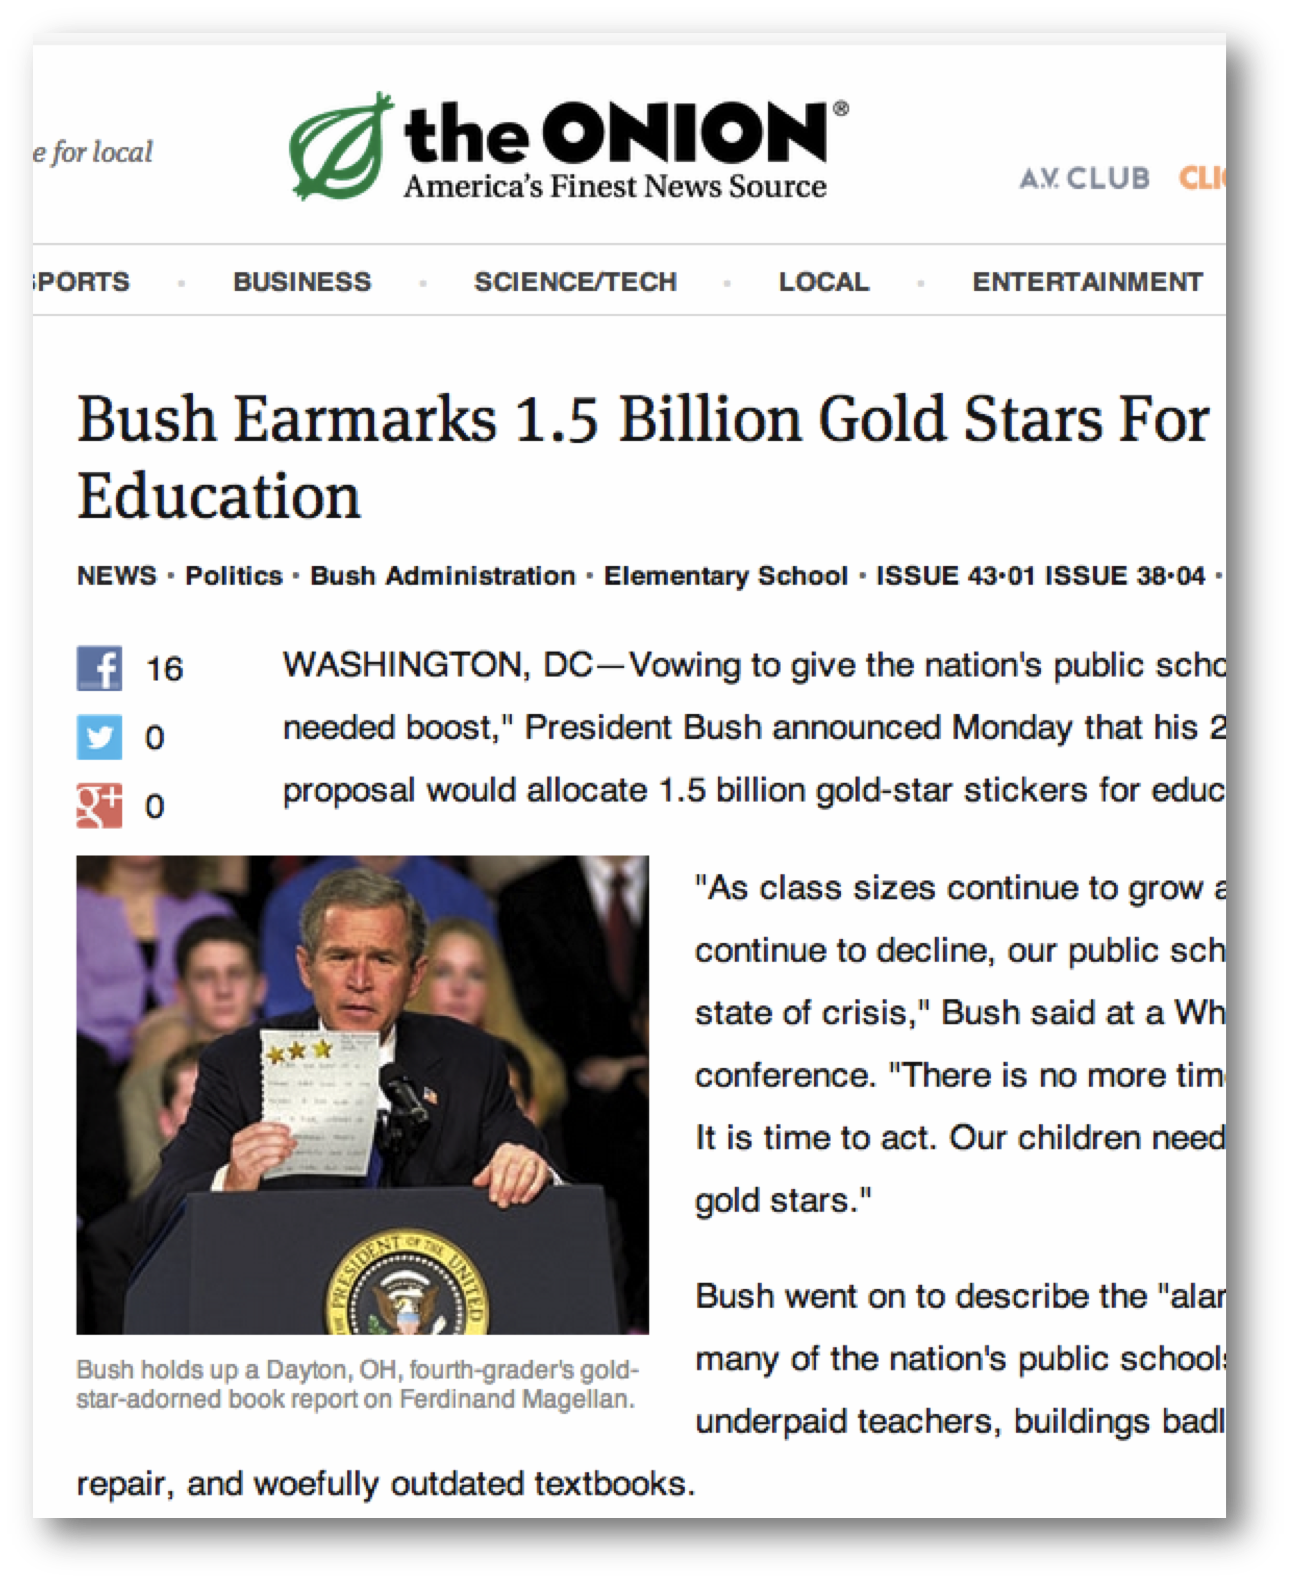 e for local
the ONION®
America's Finest News Source
A.V. CLUB CLIC
SPORTS · BUSINESS · SCIENCE/TECH · LOCAL · ENTERTAINMENT
Bush Earmarks 1.5 Billion Gold Stars For
Education
NEWS · Politics · Bush Administration · Elementary School · ISSUE 43•01 ISSUE 38•04 ·
f 16
0
g+ 0
WASHINGTON, DC—Vowing to give the nation's public scho
needed boost," President Bush announced Monday that his 2
proposal would allocate 1.5 billion gold-star stickers for educ
"As class sizes continue to grow a
continue to decline, our public sch
state of crisis," Bush said at a Wh
conference. "There is no more tim
It is time to act. Our children need
gold stars."
PRESIDENT OF THE UNITED
Bush holds up a Dayton, OH, fourth-grader's gold-
star-adorned book report on Ferdinand Magellan.
Bush went on to describe the "alar
many of the nation's public schools
underpaid teachers, buildings badl
repair, and woefully outdated textbooks.